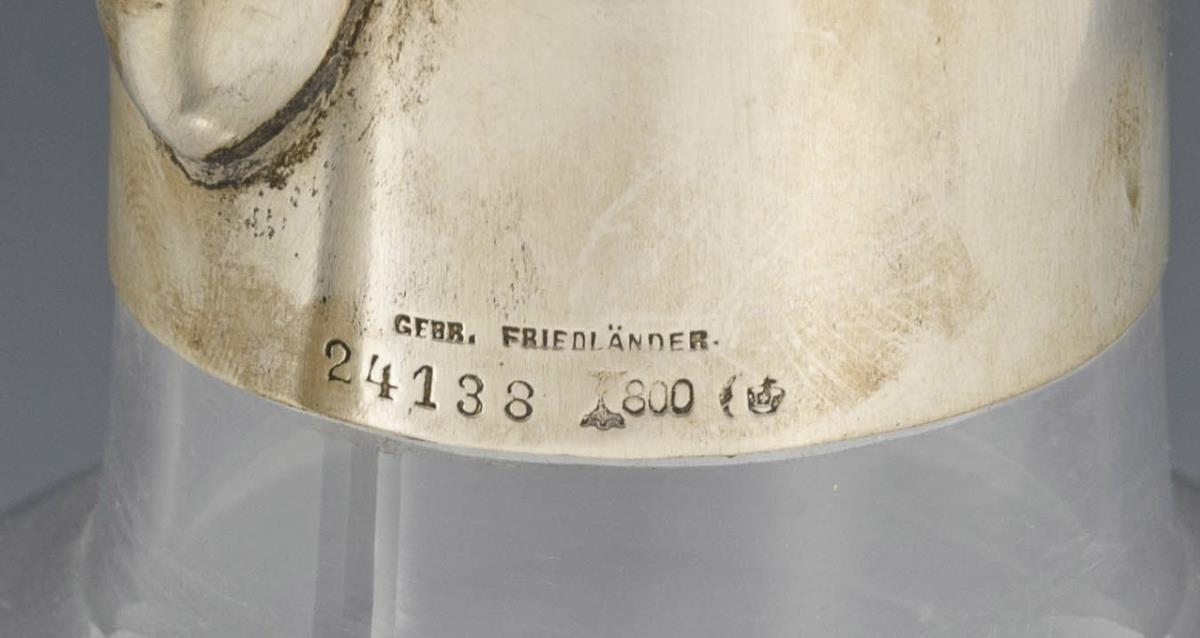 GEBR. FRIEDLÄNDER.
24138 800